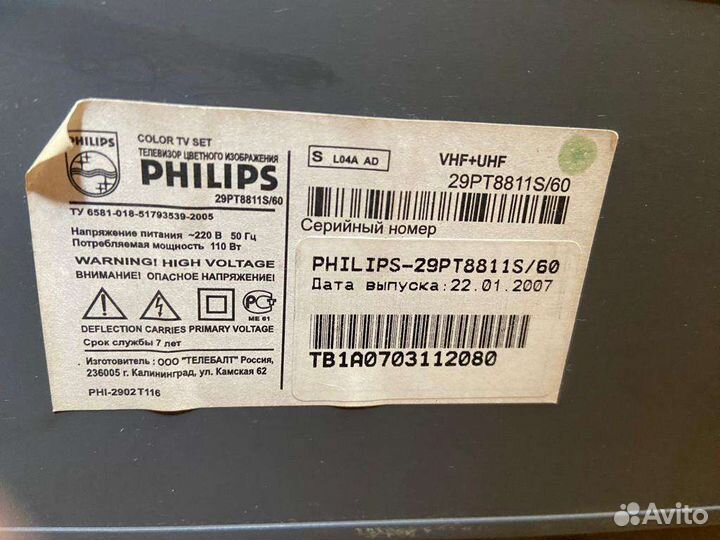 PHILIPS
COLOR TV SET
ТЕЛЕВИЗОР ЦВЕТНОГО ИЗОБРАЖЕНИЯ
PHILIPS
29PT8811S/60
ТУ 6581-018-51793539-2005
Напряжение питания ~220 В 50 Гц
Потребляемая мощность 110 Вт
WARNING! HIGH VOLTAGE
ВНИМАНИЕ! ОПАСНОЕ НАПРЯЖЕНИЕ!
МЕ 61
DEFLECTION CARRIES PRIMARY VOLTAGE
Срок службы 7 лет
Изготовитель: ООО "ТЕЛЕБАЛТ" Россия,
236005 г. Калининград, ул. Камская 62
PHI-2902T116
S L04A AD
VHF+UHF
29PT8811S/60
Серийный номер
PHILIPS-29PT8811S/60
Дата выпуска:22.01.2007
TB1A0703112080
Avito